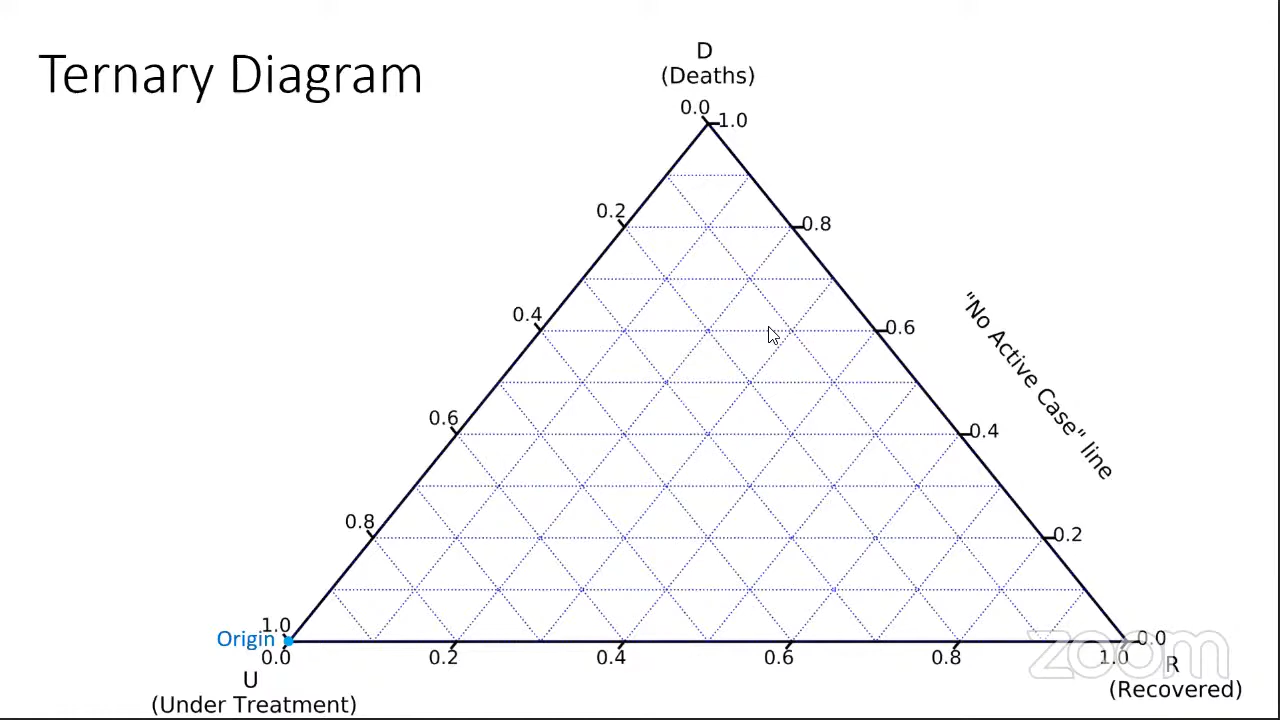 Ternary Diagram
D
(Deaths)
0.0
1.0
0.2
0.8
0.4
0.6
"No Active Case" line
0.6
0.4
0.8
0.2
1.0
Origin
0.0
0.0
0.2
0.4
0.6
0.8
1.0
zoom
U
R
(Under Treatment)
(Recovered)